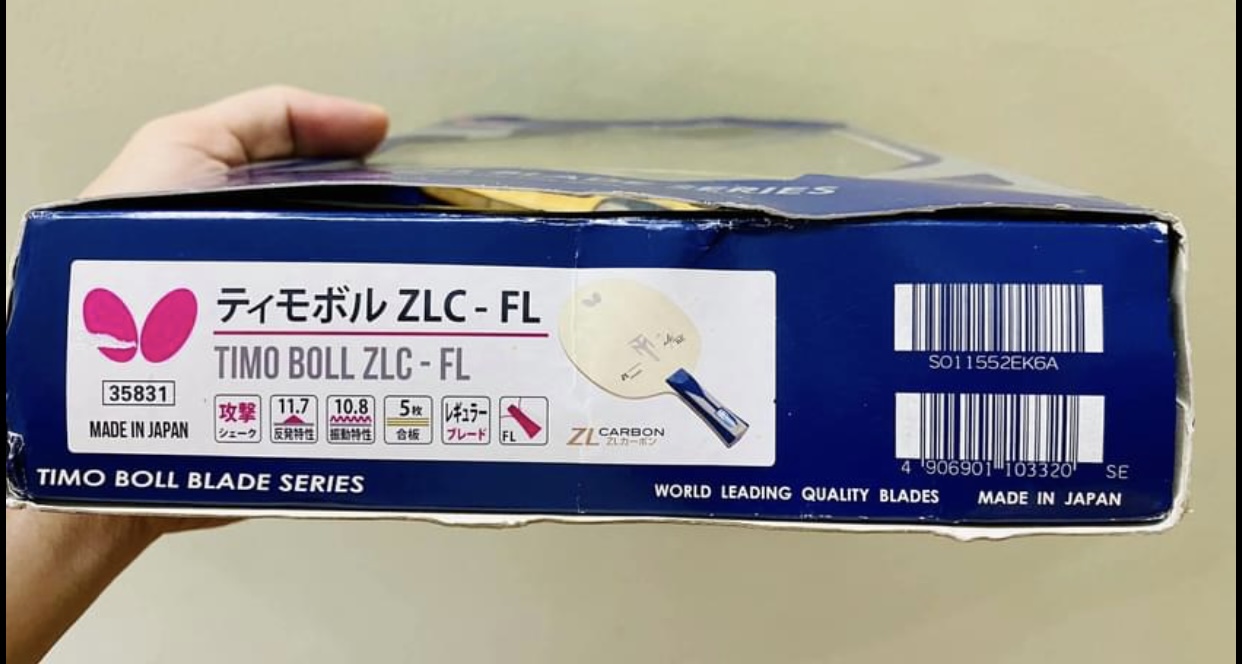 SERIES
ティモボル ZLC - FL
TIMO BOLL ZLC - FL
35831
MADE IN JAPAN
攻撃
シェーク
11.7
反発特性
10.8
振動特性
5枚
合板
レギュラー
ブレード
FL
ZL CARBON
ZLカーボン
S011552EK6A
4 906901 103320 SE
TIMO BOLL BLADE SERIES
WORLD LEADING QUALITY BLADES MADE IN JAPAN